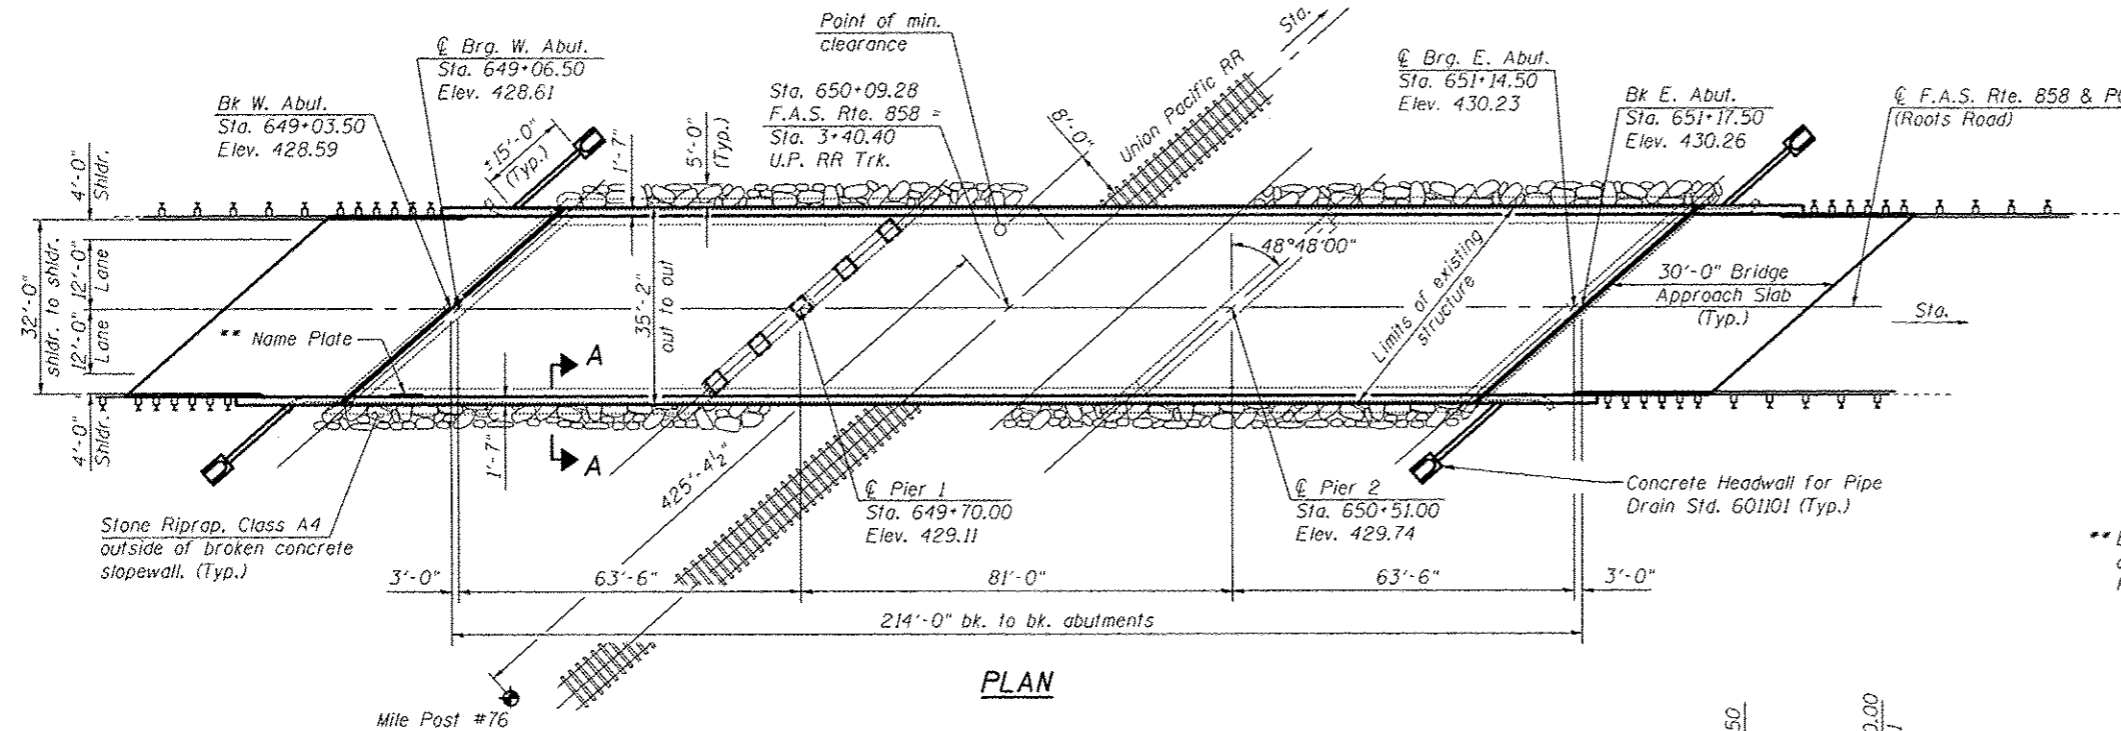 Point of min.
clearance
Sta.
℄ Brg. W. Abut.
Sta. 649+06.50
Elev. 428.61
Bk W. Abut.
Sta. 649+03.50
Elev. 428.59
±15'-0"
(Typ.)
1'-7"
5'-0"
(Typ.)
Sta. 650+09.28
F.A.S. Rte. 858 =
Sta. 3+40.40
U.P. RR Trk.
8'-0"
Union Pacific RR
℄ Brg. E. Abut.
Sta. 651+14.50
Elev. 430.23
Bk E. Abut.
Sta. 651+17.50
Elev. 430.26
℄ F.A.S. Rte. 858 &
(Roots Road)
4'-0"
Shldr.
32'-0"
shldr. to shldr.
12'-0"
Lane
12'-0"
Lane
4'-0"
Shldr.
** Name Plate
A
A
35'-2"
out to out
48°48'00"
Limits of existing
structure
30'-0" Bridge
Approach Slab
(Typ.)
Sta.
1'-7"
425'-4½"
Stone Riprap, Class A4
outside of broken concrete
slopewall. (Typ.)
℄ Pier 1
Sta. 649+70.00
Elev. 429.11
℄ Pier 2
Sta. 650+51.00
Elev. 429.74
Concrete Headwall for Pipe
Drain Std. 601101 (Typ.)
**
3'-0"
63'-6"
81'-0"
63'-6"
3'-0"
214'-0" bk. to bk. abutments
PLAN
Mile Post #76
50
0.00